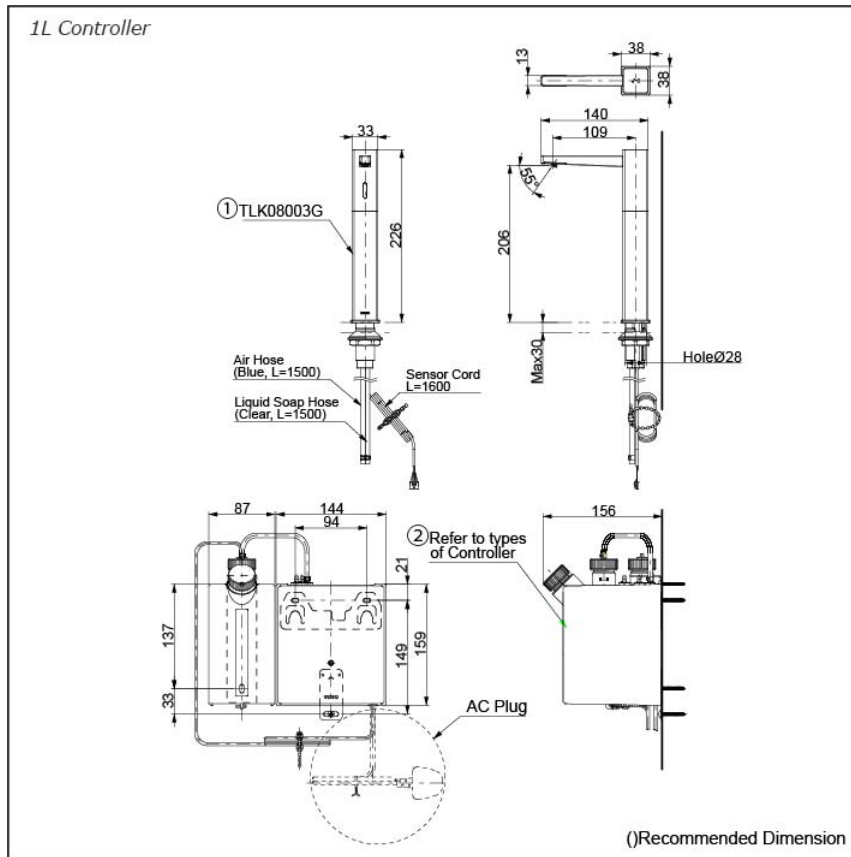 1L Controller
13
38
38
140
109
33
55°
①TLK08003G
226
206
Max30
HoleØ28
Air Hose
(Blue, L=1500)
Sensor Cord
L=1600
Liquid Soap Hose
(Clear, L=1500)
87
144
94
21
156
②Refer to types
of Controller
137
149
159
33
AC Plug
()Recommended Dimension